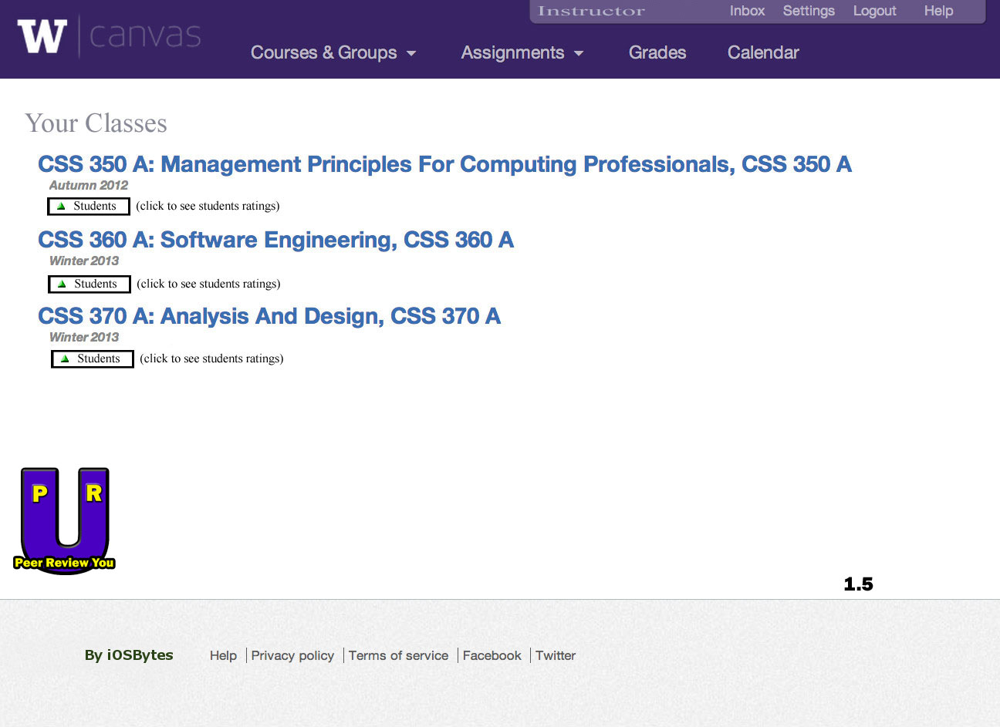 Instructor Inbox Settings Logout Help
W canvas
Courses & Groups Assignments Grades Calendar
Your Classes
CSS 350 A: Management Principles For Computing Professionals, CSS 350 A
Autumn 2012
Students (click to see students ratings)
CSS 360 A: Software Engineering, CSS 360 A
Winter 2013
Students (click to see students ratings)
CSS 370 A: Analysis And Design, CSS 370 A
Winter 2013
Students (click to see students ratings)
P R
Peer Review You
1.5
By iOSBytes Help Privacy policy Terms of service Facebook Twitter